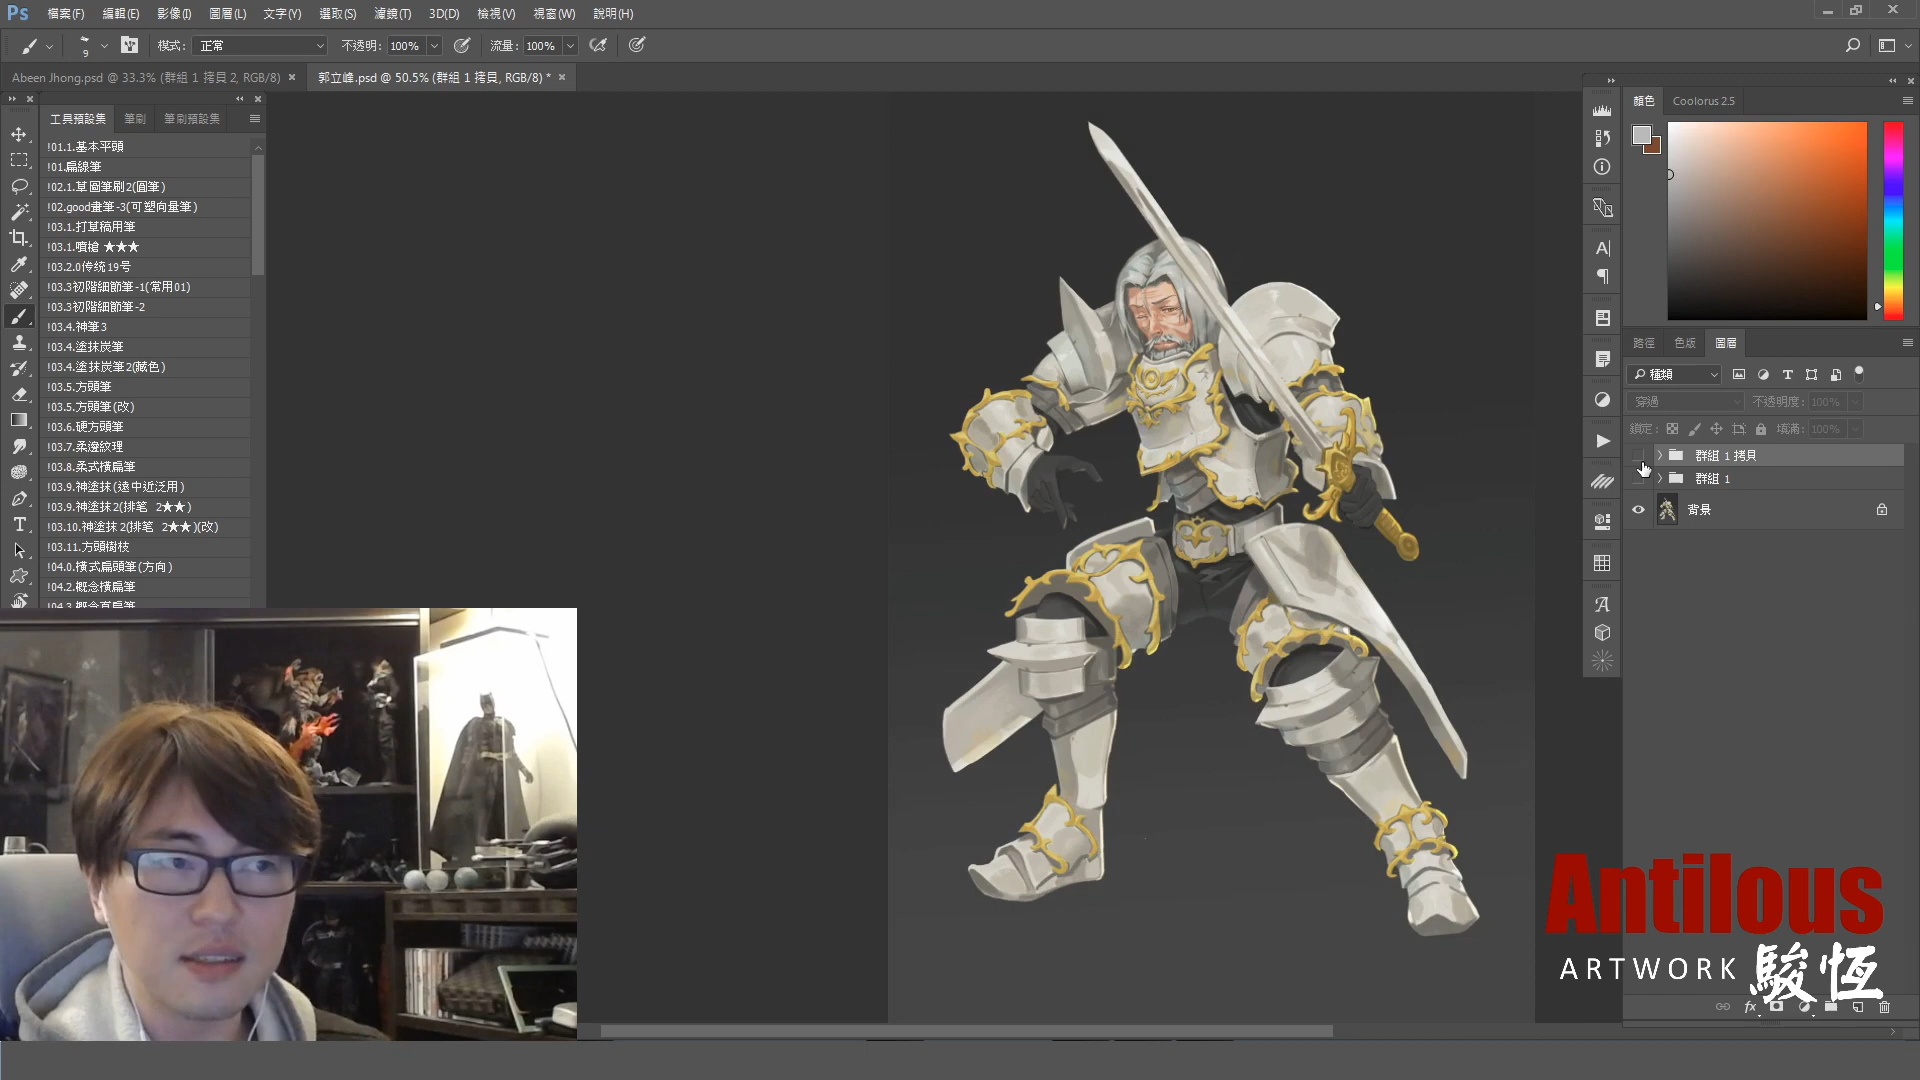 Ps 檔案(F) 編輯(E) 影像(I) 圖層(L) 文字(Y) 選取(S) 濾鏡(T) 3D(D) 檢視(V) 視窗(W) 說明(H)
9 模式: 正常 不透明: 100% 流量: 100%
Abeen Jhong.psd @ 33.3% (群組 1 拷貝 2, RGB/8) × 郭立峰.psd @ 50.5% (群組 1 拷貝, RGB/8) * ×
工具預設集 筆刷 筆刷預設集
!01.1.基本平頭
!01.扁線筆
!02.1.草圖筆刷2(圓筆)
!02.good畫筆-3(可塑向量筆)
!03.1.打草稿用筆
!03.1.噴槍 ★★★
!03.2.0传统19号
!03.3初階細節筆-1(常用01)
!03.3初階細節筆-2
!03.4.神筆3
!03.4.塗抹炭筆
!03.4.塗抹炭筆2(藏色)
!03.5.方頭筆
!03.5.方頭筆(改)
!03.6.硬方頭筆
!03.7.柔邊紋理
!03.8.柔式橫扁筆
!03.9.神塗抹(遠中近泛用)
!03.9.神塗抹2(排笔 2★★)
!03.10.神塗抹2(排笔 2★★)(改)
!03.11.方頭樹枝
!04.0.橫式扁頭筆(方向)
!04.2.概念橫扁筆
!04.3.概念直扁筆
顏色 Coolorus 2.5
路徑 色版 圖層
種類
穿過 不透明度: 100%
鎖定: 填滿: 100%
群組 1 拷貝
群組 1
背景
Antilous
ARTWORK 駿恆
fx